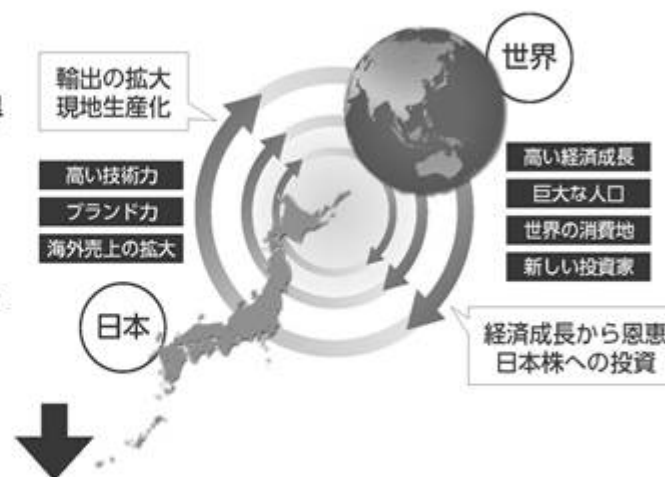 世界
輸出の拡大
現地生産化
高い技術力
ブランド力
海外売上の拡大
高い経済成長
巨大な人口
世界の消費地
新しい投資家
日本
経済成長から恩恵
日本株への投資